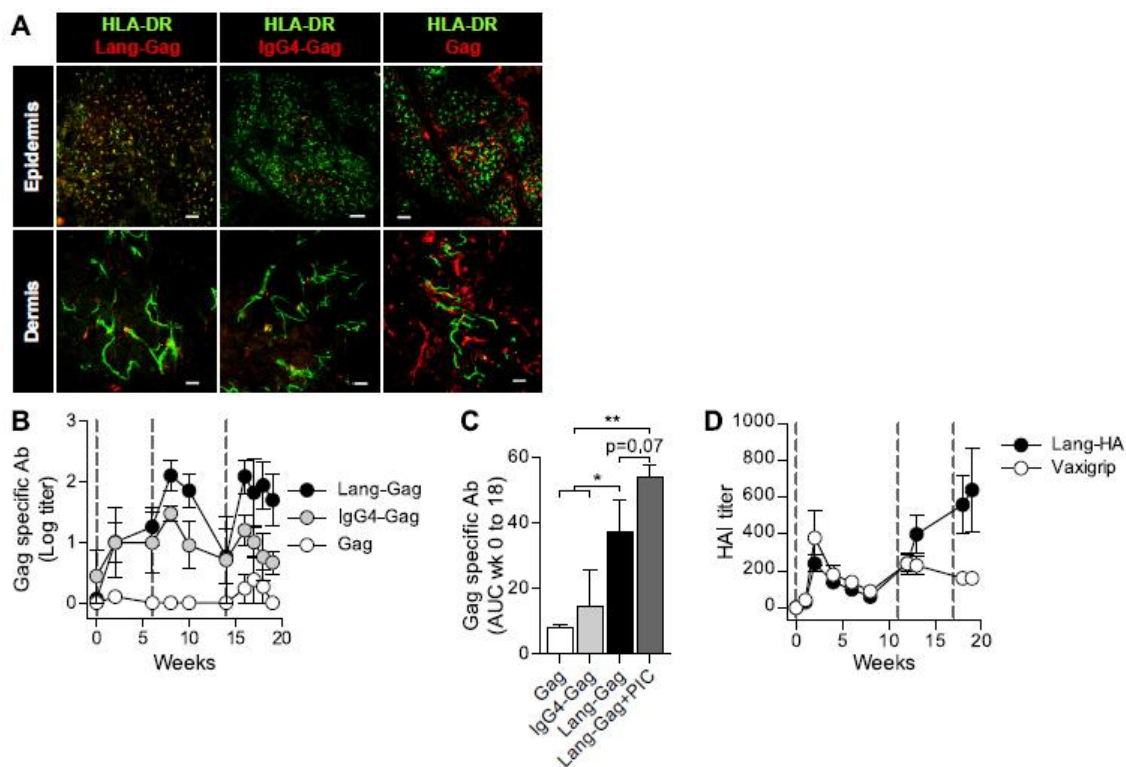 A
HLA-DR
Lang-Gag
HLA-DR
IgG4-Gag
HLA-DR
Gag
Epidermis
Dermis
B
Gag specific Ab
(Log titer)
3
2
1
0
0 5 10 15 20
Weeks
Lang-Gag
IgG4-Gag
Gag
C
Gag specific Ab
(AUC wk 0 to 18)
60
40
20
0
**
p=0,07
*
Gag
IgG4-Gag
Lang-Gag
Lang-Gag+PIC
D
HAI titer
1000
800
600
400
200
0
0 5 10 15 20
Weeks
Lang-HA
Vaxigrip